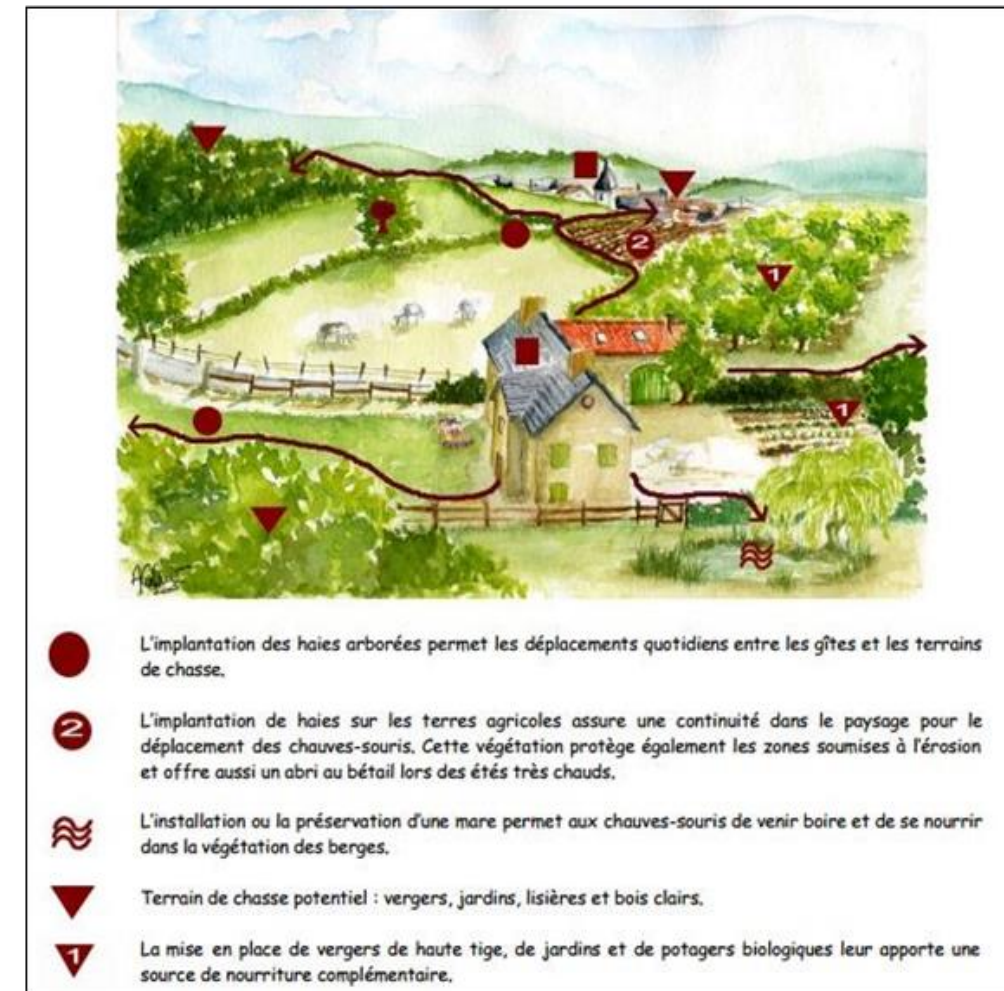 2
1
1
L'implantation des haies arborées permet les déplacements quotidiens entre les gîtes et les terrains
de chasse.
2
L'implantation de haies sur les terres agricoles assure une continuité dans le paysage pour le
déplacement des chauves-souris. Cette végétation protège également les zones soumises à l'érosion
et offre aussi un abri au bétail lors des étés très chauds.
L'installation ou la préservation d'une mare permet aux chauves-souris de venir boire et de se nourrir
dans la végétation des berges.
Terrain de chasse potentiel : vergers, jardins, lisières et bois clairs.
1
La mise en place de vergers de haute tige, de jardins et de potagers biologiques leur apporte une
source de nourriture complémentaire.